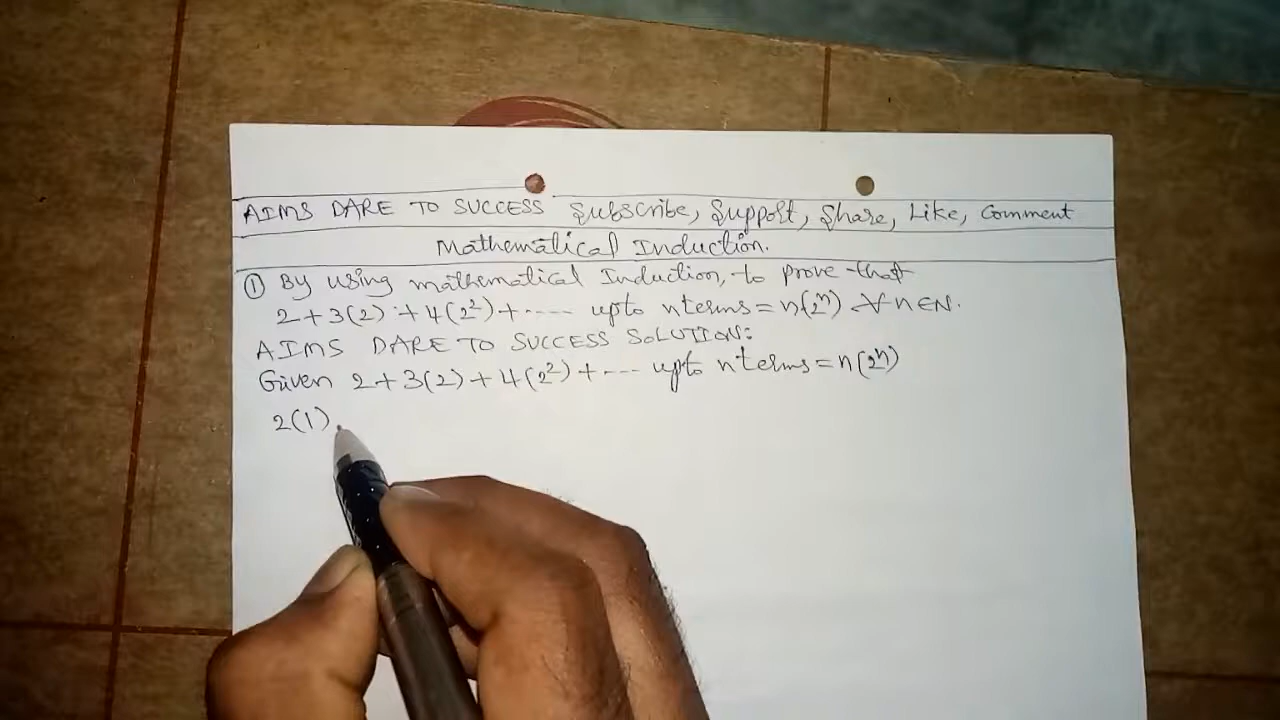 AIMS DARE TO SUCCESS Subscribe, Support, Share, Like, Comment
Mathematical Induction.
① By using mathematical Induction, to prove that
2+3(2)+4(2²)+..... upto n terms = n(2ⁿ) ∀ n∈N.
AIMS DARE TO SUCCESS SOLUTION:
Given 2+3(2)+4(2²)+.... upto n terms = n(2ⁿ)
2(1)